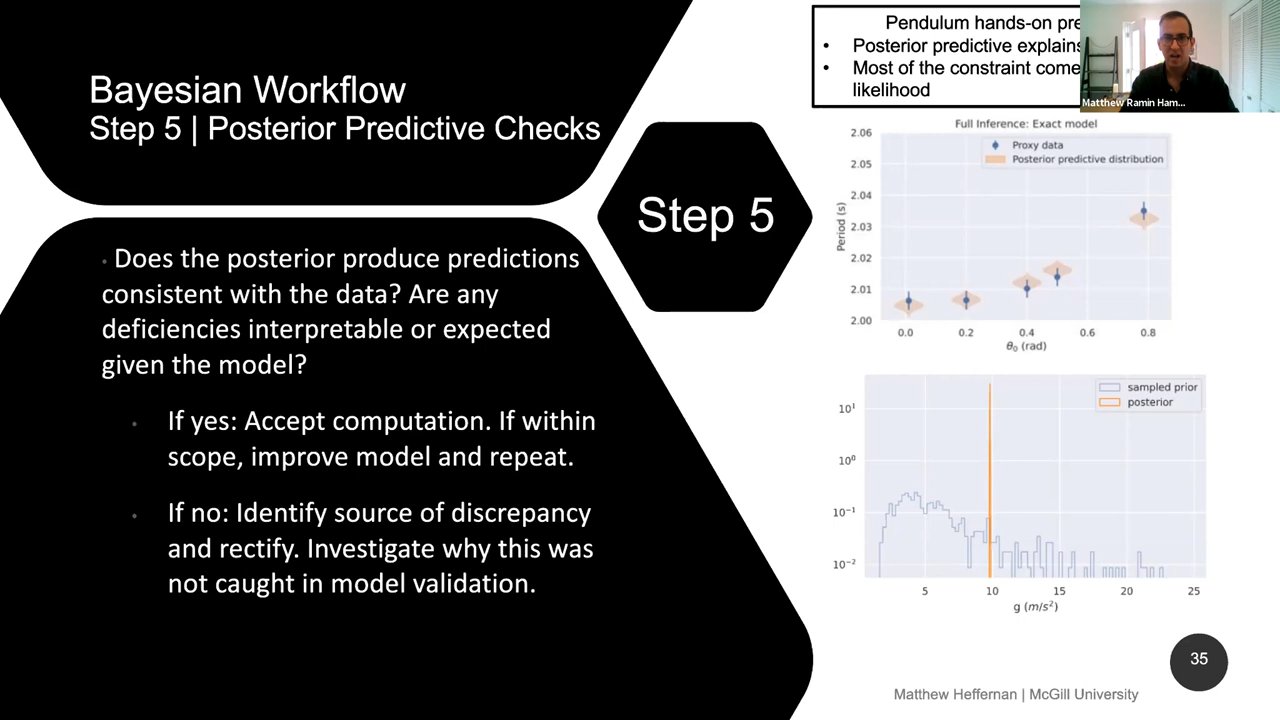 Bayesian Workflow
Step 5 | Posterior Predictive Checks
Step 5
• Does the posterior produce predictions
consistent with the data? Are any
deficiencies interpretable or expected
given the model?
• If yes: Accept computation. If within
scope, improve model and repeat.
• If no: Identify source of discrepancy
and rectify. Investigate why this was
not caught in model validation.
Pendulum hands-on
• Posterior predictive explains
• Most of the constraint
likelihood
Matthew Ramin Ham...
Full Inference: Exact model
Proxy data
Posterior predictive distribution
Period (s)
2.06
2.05
2.04
2.03
2.02
2.01
2.00
0.0 0.2 0.4 0.6 0.8
θ₀ (rad)
sampled prior
posterior
10¹
10⁰
10⁻¹
10⁻²
5 10 15 20 25
g (m/s²)
35
Matthew Heffernan | McGill University